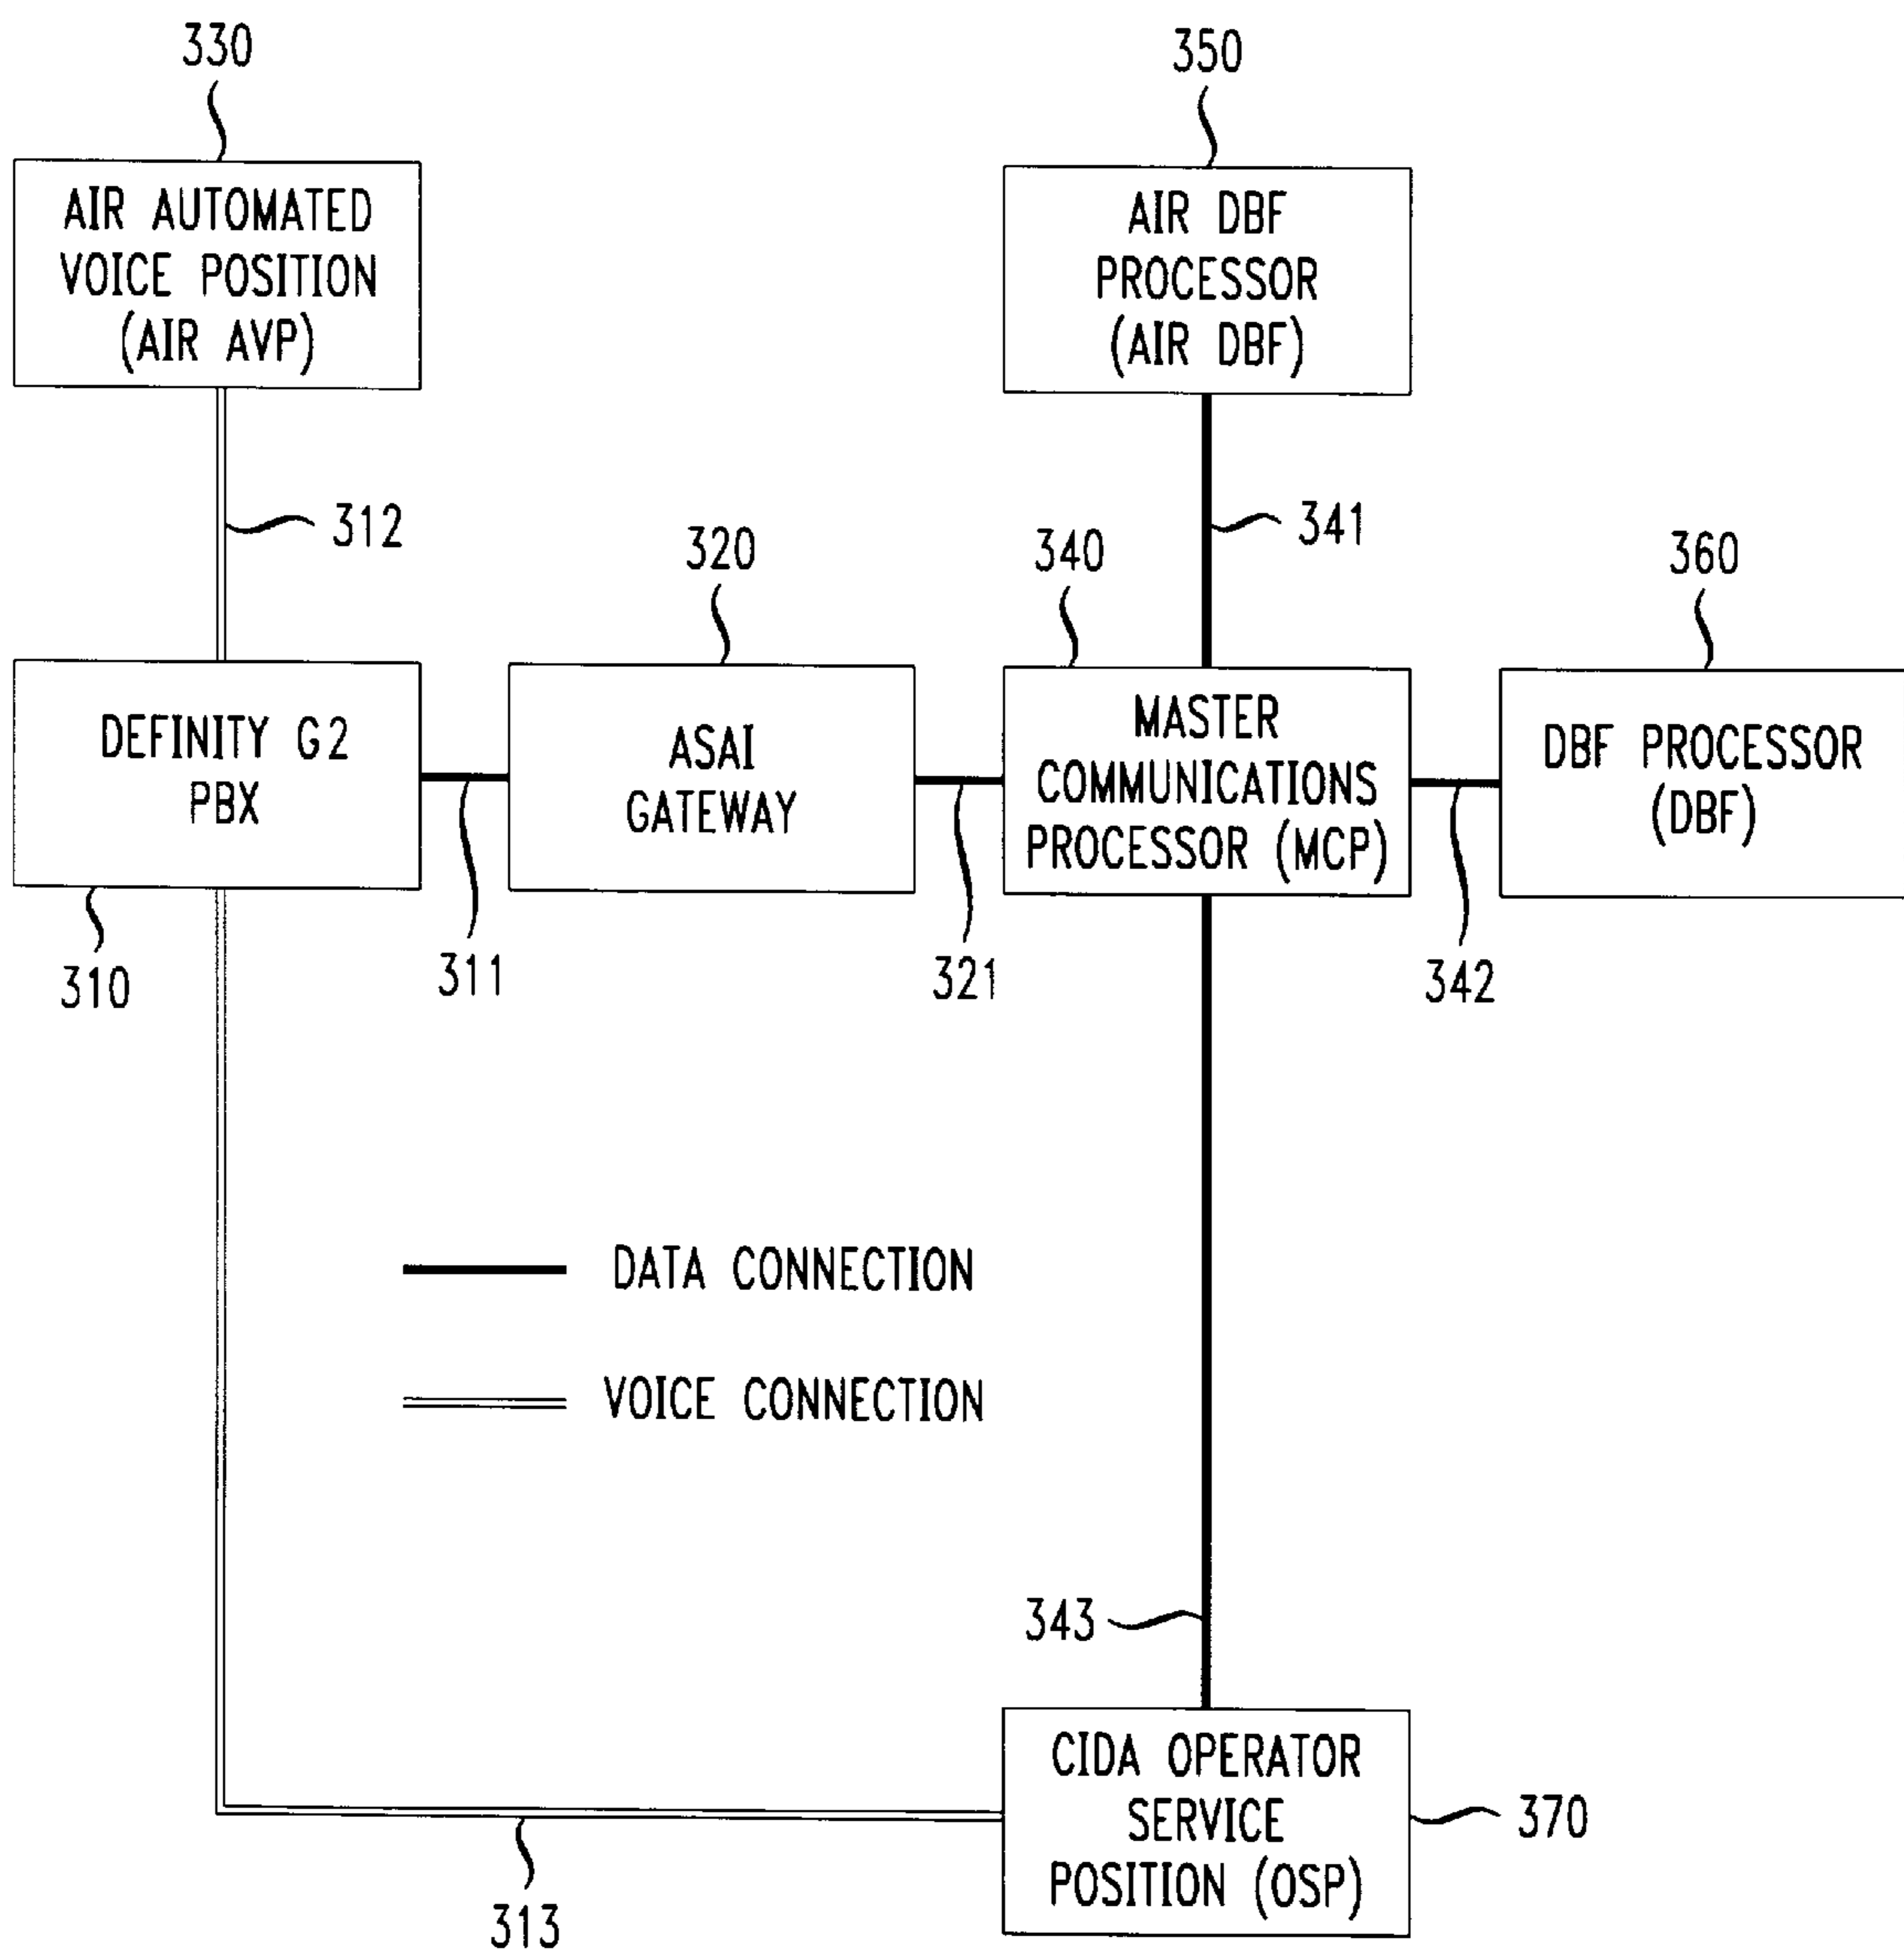 330
350
AIR AUTOMATED
VOICE POSITION
(AIR AVP)
AIR DBF
PROCESSOR
(AIR DBF)
312
341
320
340
360
DEFINITY G2
PBX
ASAI
GATEWAY
MASTER
COMMUNICATIONS
PROCESSOR (MCP)
DBF PROCESSOR
(DBF)
310
311
321
342
DATA CONNECTION
VOICE CONNECTION
343
CIDA OPERATOR
SERVICE
POSITION (OSP)
370
313